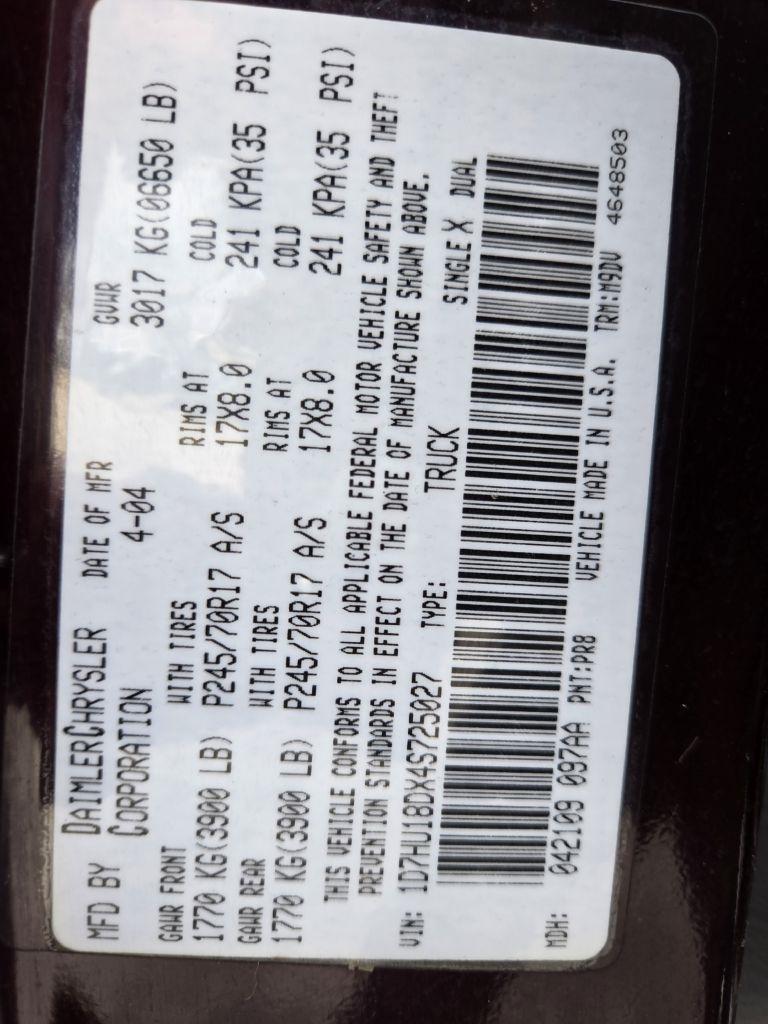 MFD BY DAIMLERCHRYSLER DATE OF MFR GVWR
CORPORATION 4-04 3017 KG(06650 LB)
GAWR FRONT WITH TIRES RIMS AT COLD
1770 KG(3900 LB) P245/70R17 A/S 17X8.0 241 KPA(35 PSI)
GAWR REAR WITH TIRES RIMS AT COLD
1770 KG(3900 LB) P245/70R17 A/S 17X8.0 241 KPA(35 PSI)
THIS VEHICLE CONFORMS TO ALL APPLICABLE FEDERAL MOTOR VEHICLE SAFETY AND THEFT
PREVENTION STANDARDS IN EFFECT ON THE DATE OF MANUFACTURE SHOWN ABOVE.
VIN: 1D7HU18DX4S725027 TYPE: TRUCK SINGLE X DUAL
MDH: 042109 097AA PNT:PR8 VEHICLE MADE IN U.S.A. TRM:M9DV 4648503